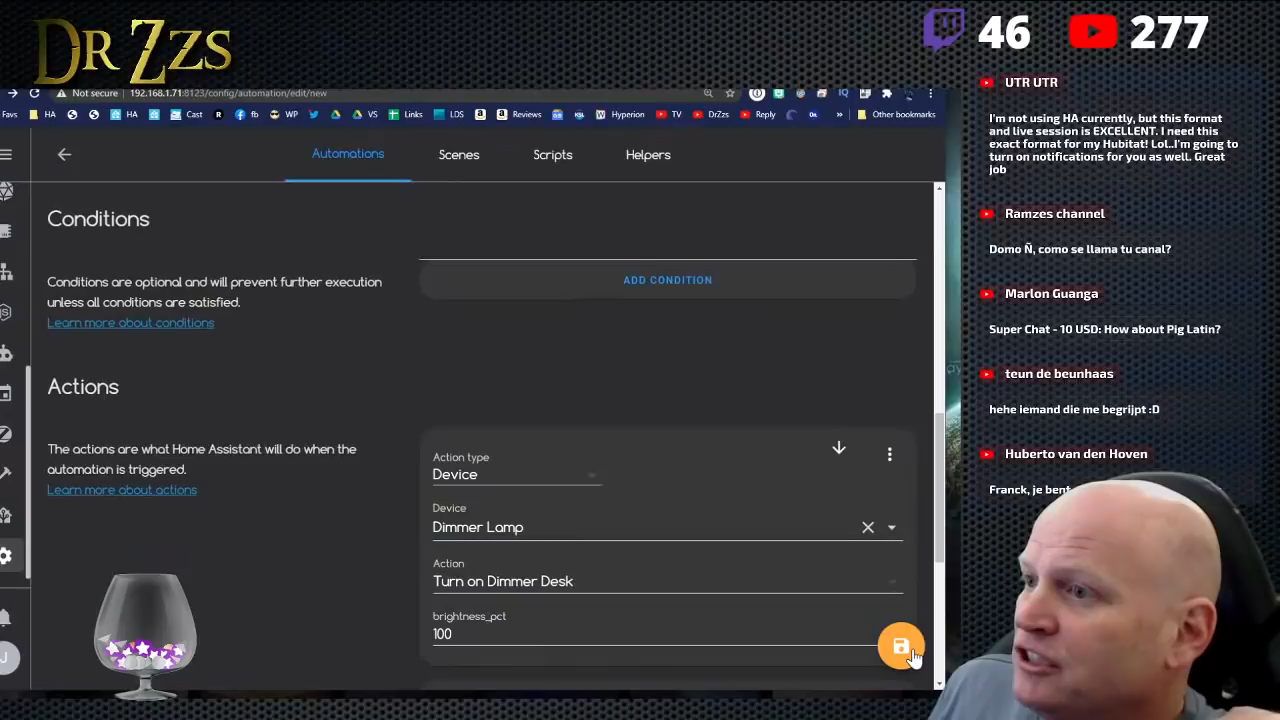 DR ZZS
46
277
Not secure
192.168.1.71:8123/config/automation/edit/new
Favs
HA
HA
Cast
fb
WP
VS
Links
LDS
Reviews
Hyperion
TV
DrZzs
Reply
»
Other bookmarks
Automations
Scenes
Scripts
Helpers
Conditions
Conditions are optional and will prevent further execution
unless all conditions are satisfied.
Learn more about conditions
ADD CONDITION
Actions
The actions are what Home Assistant will do when the
automation is triggered.
Learn more about actions
Action type
Device
Device
Dimmer Lamp
Action
Turn on Dimmer Desk
brightness_pct
100
J
UTR UTR
I'm not using HA currently, but this format
and live session is EXCELLENT. I need this
exact format for my Hubitat! Lol..I'm going to
turn on notifications for you as well. Great
job
Ramzes channel
Domo Ñ, como se llama tu canal?
Marlon Guanga
Super Chat - 10 USD: How about Pig Latin?
teun de beunhaas
hehe iemand die me begrijpt :D
Huberto van den Hoven
Franck, je bent